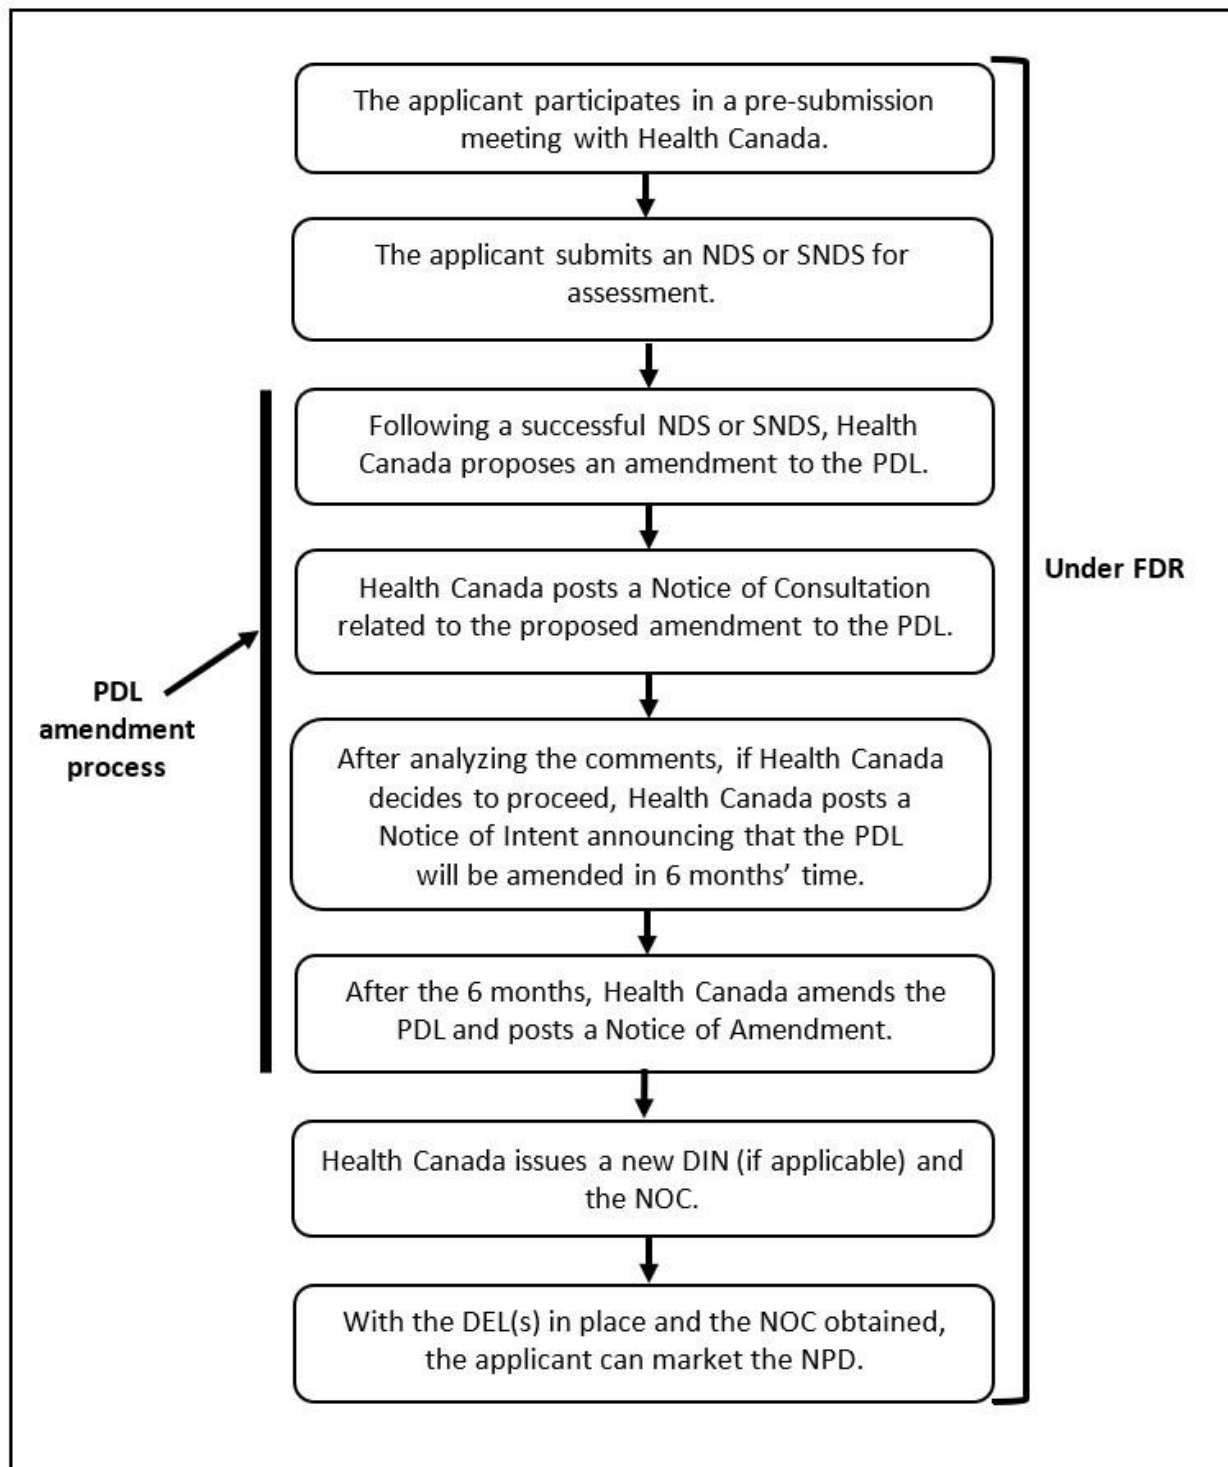 The applicant participates in a pre-submission
meeting with Health Canada.
The applicant submits an NDS or SNDS for
assessment.
Following a successful NDS or SNDS, Health
Canada proposes an amendment to the PDL.
Health Canada posts a Notice of Consultation
related to the proposed amendment to the PDL.
After analyzing the comments, if Health Canada
decides to proceed, Health Canada posts a
Notice of Intent announcing that the PDL
will be amended in 6 months’ time.
After the 6 months, Health Canada amends the
PDL and posts a Notice of Amendment.
Health Canada issues a new DIN (if applicable) and
the NOC.
With the DEL(s) in place and the NOC obtained,
the applicant can market the NPD.
PDL
amendment
process
Under FDR